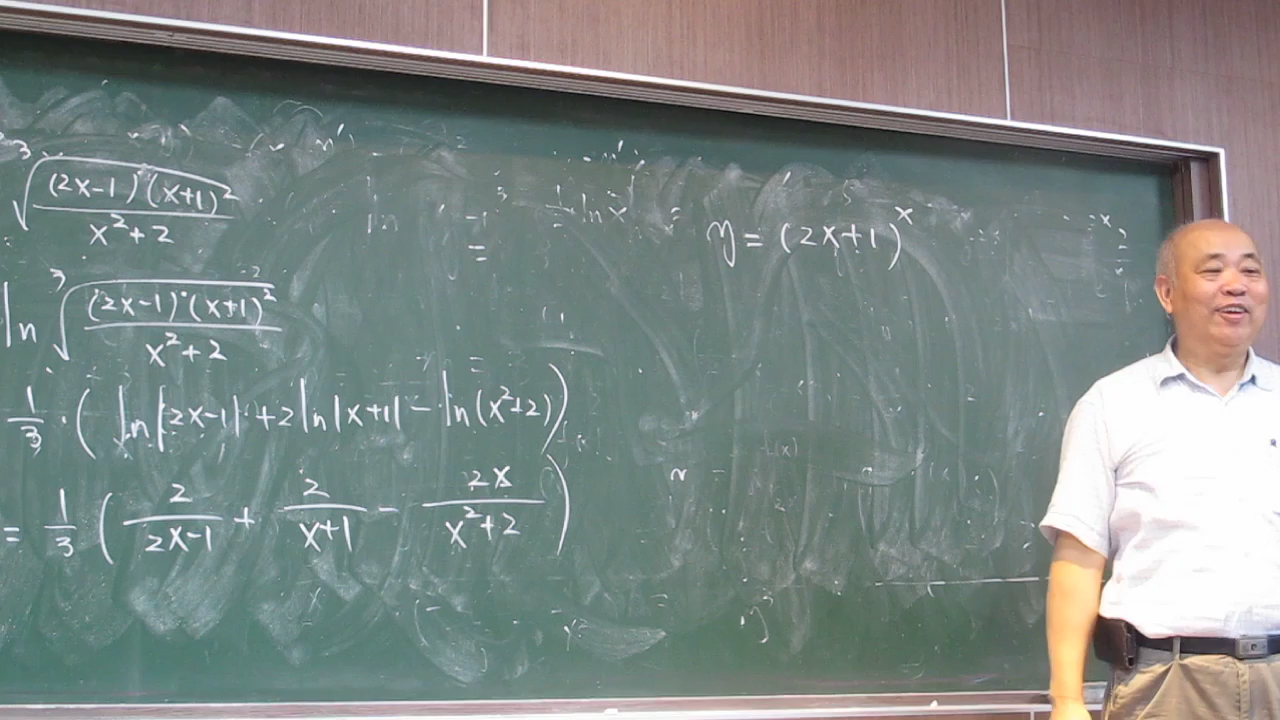 ∛((2x-1)(x+1)²/(x²+2))
ln ∛((2x-1)(x+1)²/(x²+2))
1/3 · (ln|2x-1| + 2ln|x+1| - ln(x²+2))
= 1/3 (2/(2x-1) + 2/(x+1) - 2x/(x²+2))
y = (2x+1)^x